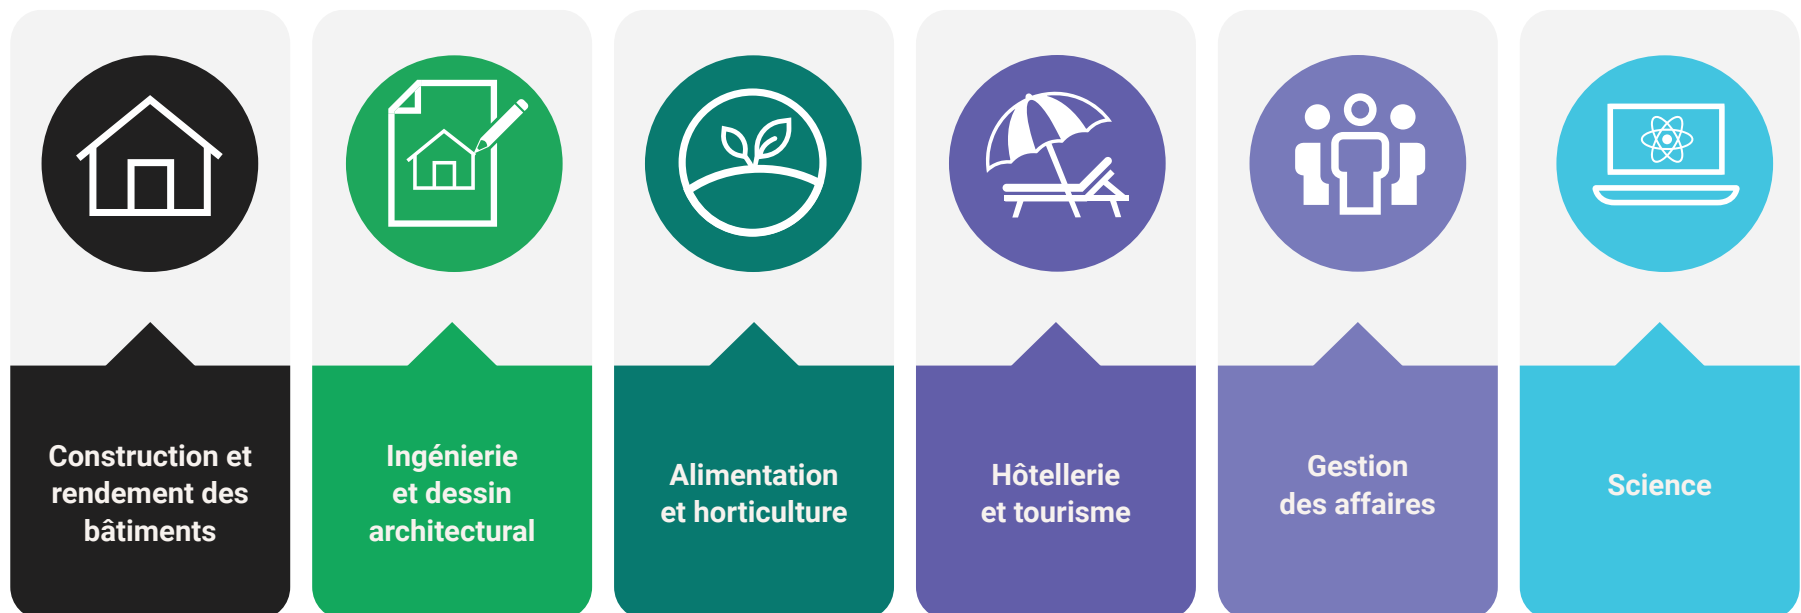 Construction et
rendement des
bâtiments
Ingénierie
et dessin
architectural
Alimentation
et horticulture
Hôtellerie
et tourisme
Gestion
des affaires
Science